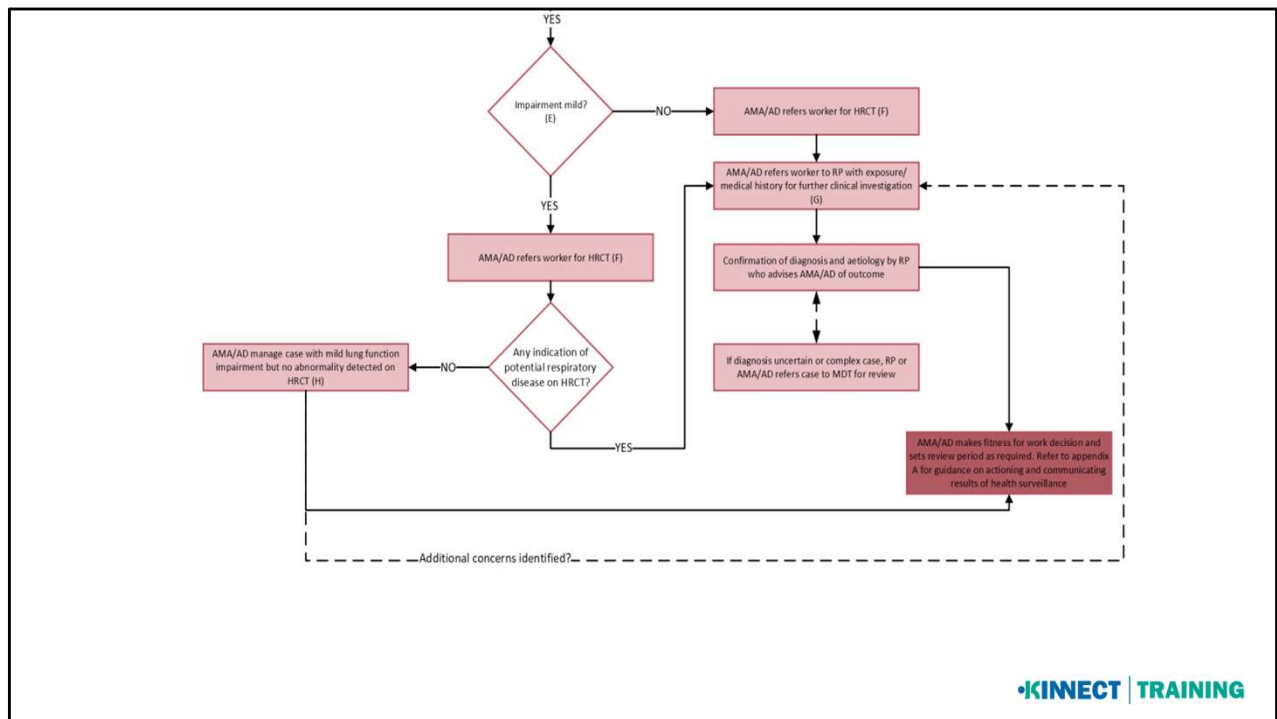 YES
Impairment mild?
(E)
NO
AMA/AD refers worker for HRCT (F)
AMA/AD refers worker to RP with exposure/
medical history for further clinical investigation
(G)
YES
AMA/AD refers worker for HRCT (F)
Confirmation of diagnosis and aetiology by RP
who advises AMA/AD of outcome
AMA/AD manage case with mild lung function
impairment but no abnormality detected on
HRCT (H)
NO
Any indication of
potential respiratory
disease on HRCT?
If diagnosis uncertain or complex case, RP or
AMA/AD refers case to MDT for review
YES
AMA/AD makes fitness for work decision and
sets review period as required. Refer to appendix
A for guidance on actioning and communicating
results of health surveillance
Additional concerns identified?
KINNECT TRAINING